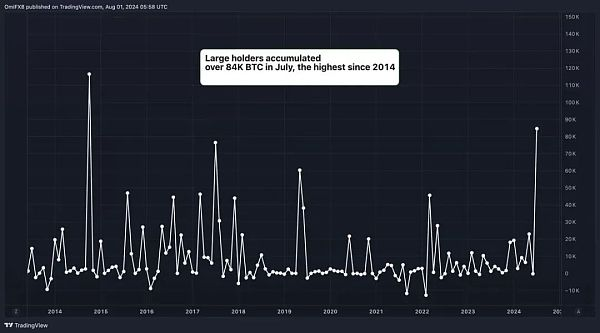 OmiFXB published on TradingView.com, Aug 01, 2024 05:58 UTC
Large holders accumulated
over 84K BTC in July, the highest since 2014
150K
140K
130K
120K
110K
100K
90K
80K
70K
60K
50K
40K
30K
20K
10K
0
−10K
2014 2015 2016 2017 2018 2019 2020 2021 2022 2023 2024 202
Z
A
TradingView